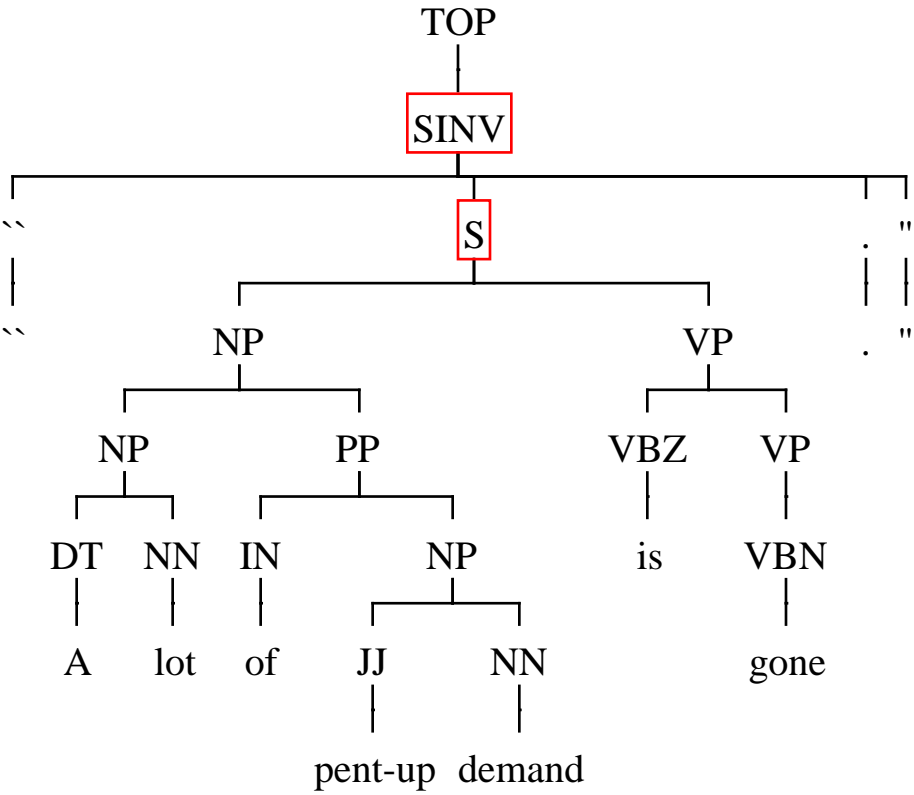 TOP
SINV
`` S . "
`` NP VP . "
NP PP VBZ VP
DT NN IN NP is VBN
A lot of JJ NN gone
pent-up demand